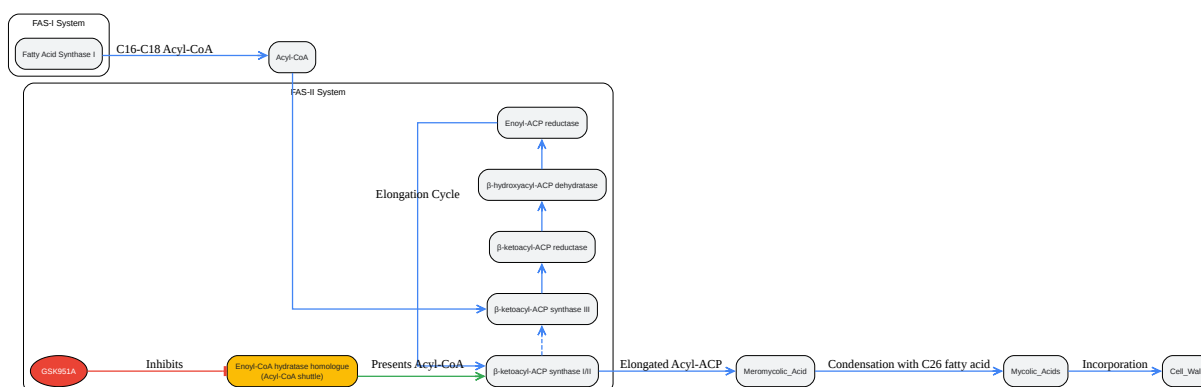 FAS-I System
Fatty Acid Synthase I
C16-C18 Acyl-CoA
Acyl-CoA
FAS-II System
Enoyl-ACP reductase
β-hydroxyacyl-ACP dehydratase
Elongation Cycle
β-ketoacyl-ACP reductase
β-ketoacyl-ACP synthase III
GSK951A
Inhibits
Enoyl-CoA hydratase homologue
(Acyl-CoA shuttle)
Presents Acyl-CoA
β-ketoacyl-ACP synthase I/II
Elongated Acyl-ACP
Meromycolic_Acid
Condensation with C26 fatty acid
Mycolic_Acids
Incorporation
Cell_Wal